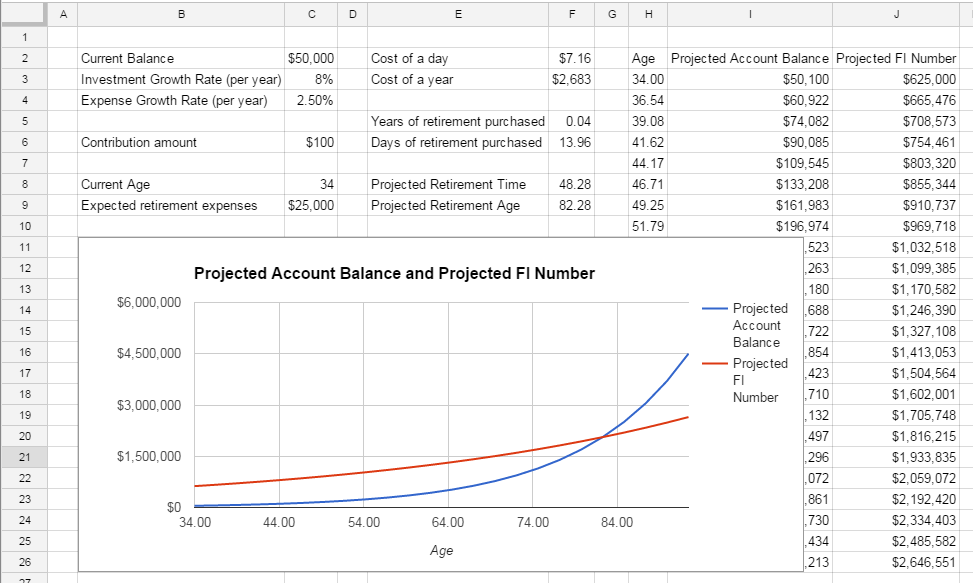 A B C D E F G H I J
1
2 Current Balance $50,000 Cost of a day $7.16 Age Projected Account Balance Projected FI Number
3 Investment Growth Rate (per year) 8% Cost of a year $2,683 34.00 $50,100 $625,000
4 Expense Growth Rate (per year) 2.50% 36.54 $60,922 $665,476
5 Years of retirement purchased 0.04 39.08 $74,082 $708,573
6 Contribution amount $100 Days of retirement purchased 13.96 41.62 $90,085 $754,461
7 44.17 $109,545 $803,320
8 Current Age 34 Projected Retirement Time 48.28 46.71 $133,208 $855,344
9 Expected retirement expenses $25,000 Projected Retirement Age 82.28 49.25 $161,983 $910,737
10 51.79 $196,974 $969,718
11 ,523 $1,032,518
12 ,263 $1,099,385
13 ,180 $1,170,582
14 ,688 $1,246,390
15 ,722 $1,327,108
16 ,854 $1,413,053
17 ,423 $1,504,564
18 ,710 $1,602,001
19 ,132 $1,705,748
20 ,497 $1,816,215
21 ,296 $1,933,835
22 ,072 $2,059,072
23 ,861 $2,192,420
24 ,730 $2,334,403
25 ,434 $2,485,582
26 ,213 $2,646,551
Projected Account Balance and Projected FI Number
$6,000,000
$4,500,000
$3,000,000
$1,500,000
$0
34.00 44.00 54.00 64.00 74.00 84.00
Age
Projected
Account
Balance
Projected
FI
Number